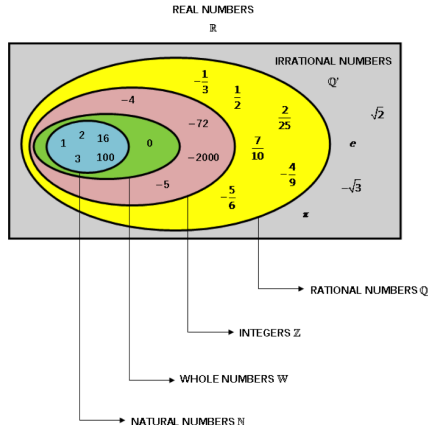 REAL NUMBERS
ℝ
IRRATIONAL NUMBERS
ℚ'
-1/3
1/2
-4
2/25
√2
-72
2
16
1
0
7/10
e
3
100
-2000
-4/9
-5
-5/6
-√3
π
RATIONAL NUMBERS ℚ
INTEGERS ℤ
WHOLE NUMBERS 𝕎
NATURAL NUMBERS ℕ